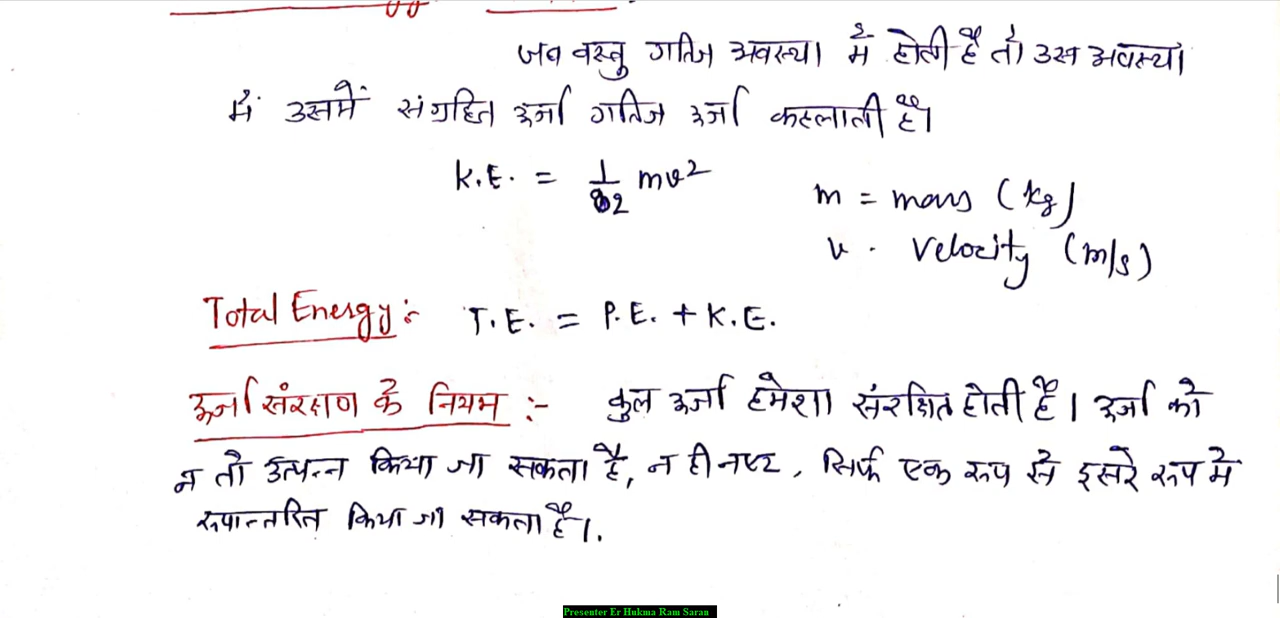 जब वस्तु गतिज अवस्था में होती है तो उस अवस्था
में उसमें संग्रहित ऊर्जा गतिज ऊर्जा कहलाती है।
K.E. = 1/2 mv²
m = mass (kg)
v. velocity (m/s)
Total Energy:- T.E. = P.E. + K.E.
ऊर्जा संरक्षण के नियम :- कुल ऊर्जा हमेशा संरक्षित होती है। ऊर्जा को
न तो उत्पन्न किया जा सकता है, न ही नष्ट, सिर्फ एक रूप से दुसरे रूप मे
रूपान्तरित किया जा सकता है।.
Presenter Er Hukma Ram Saran